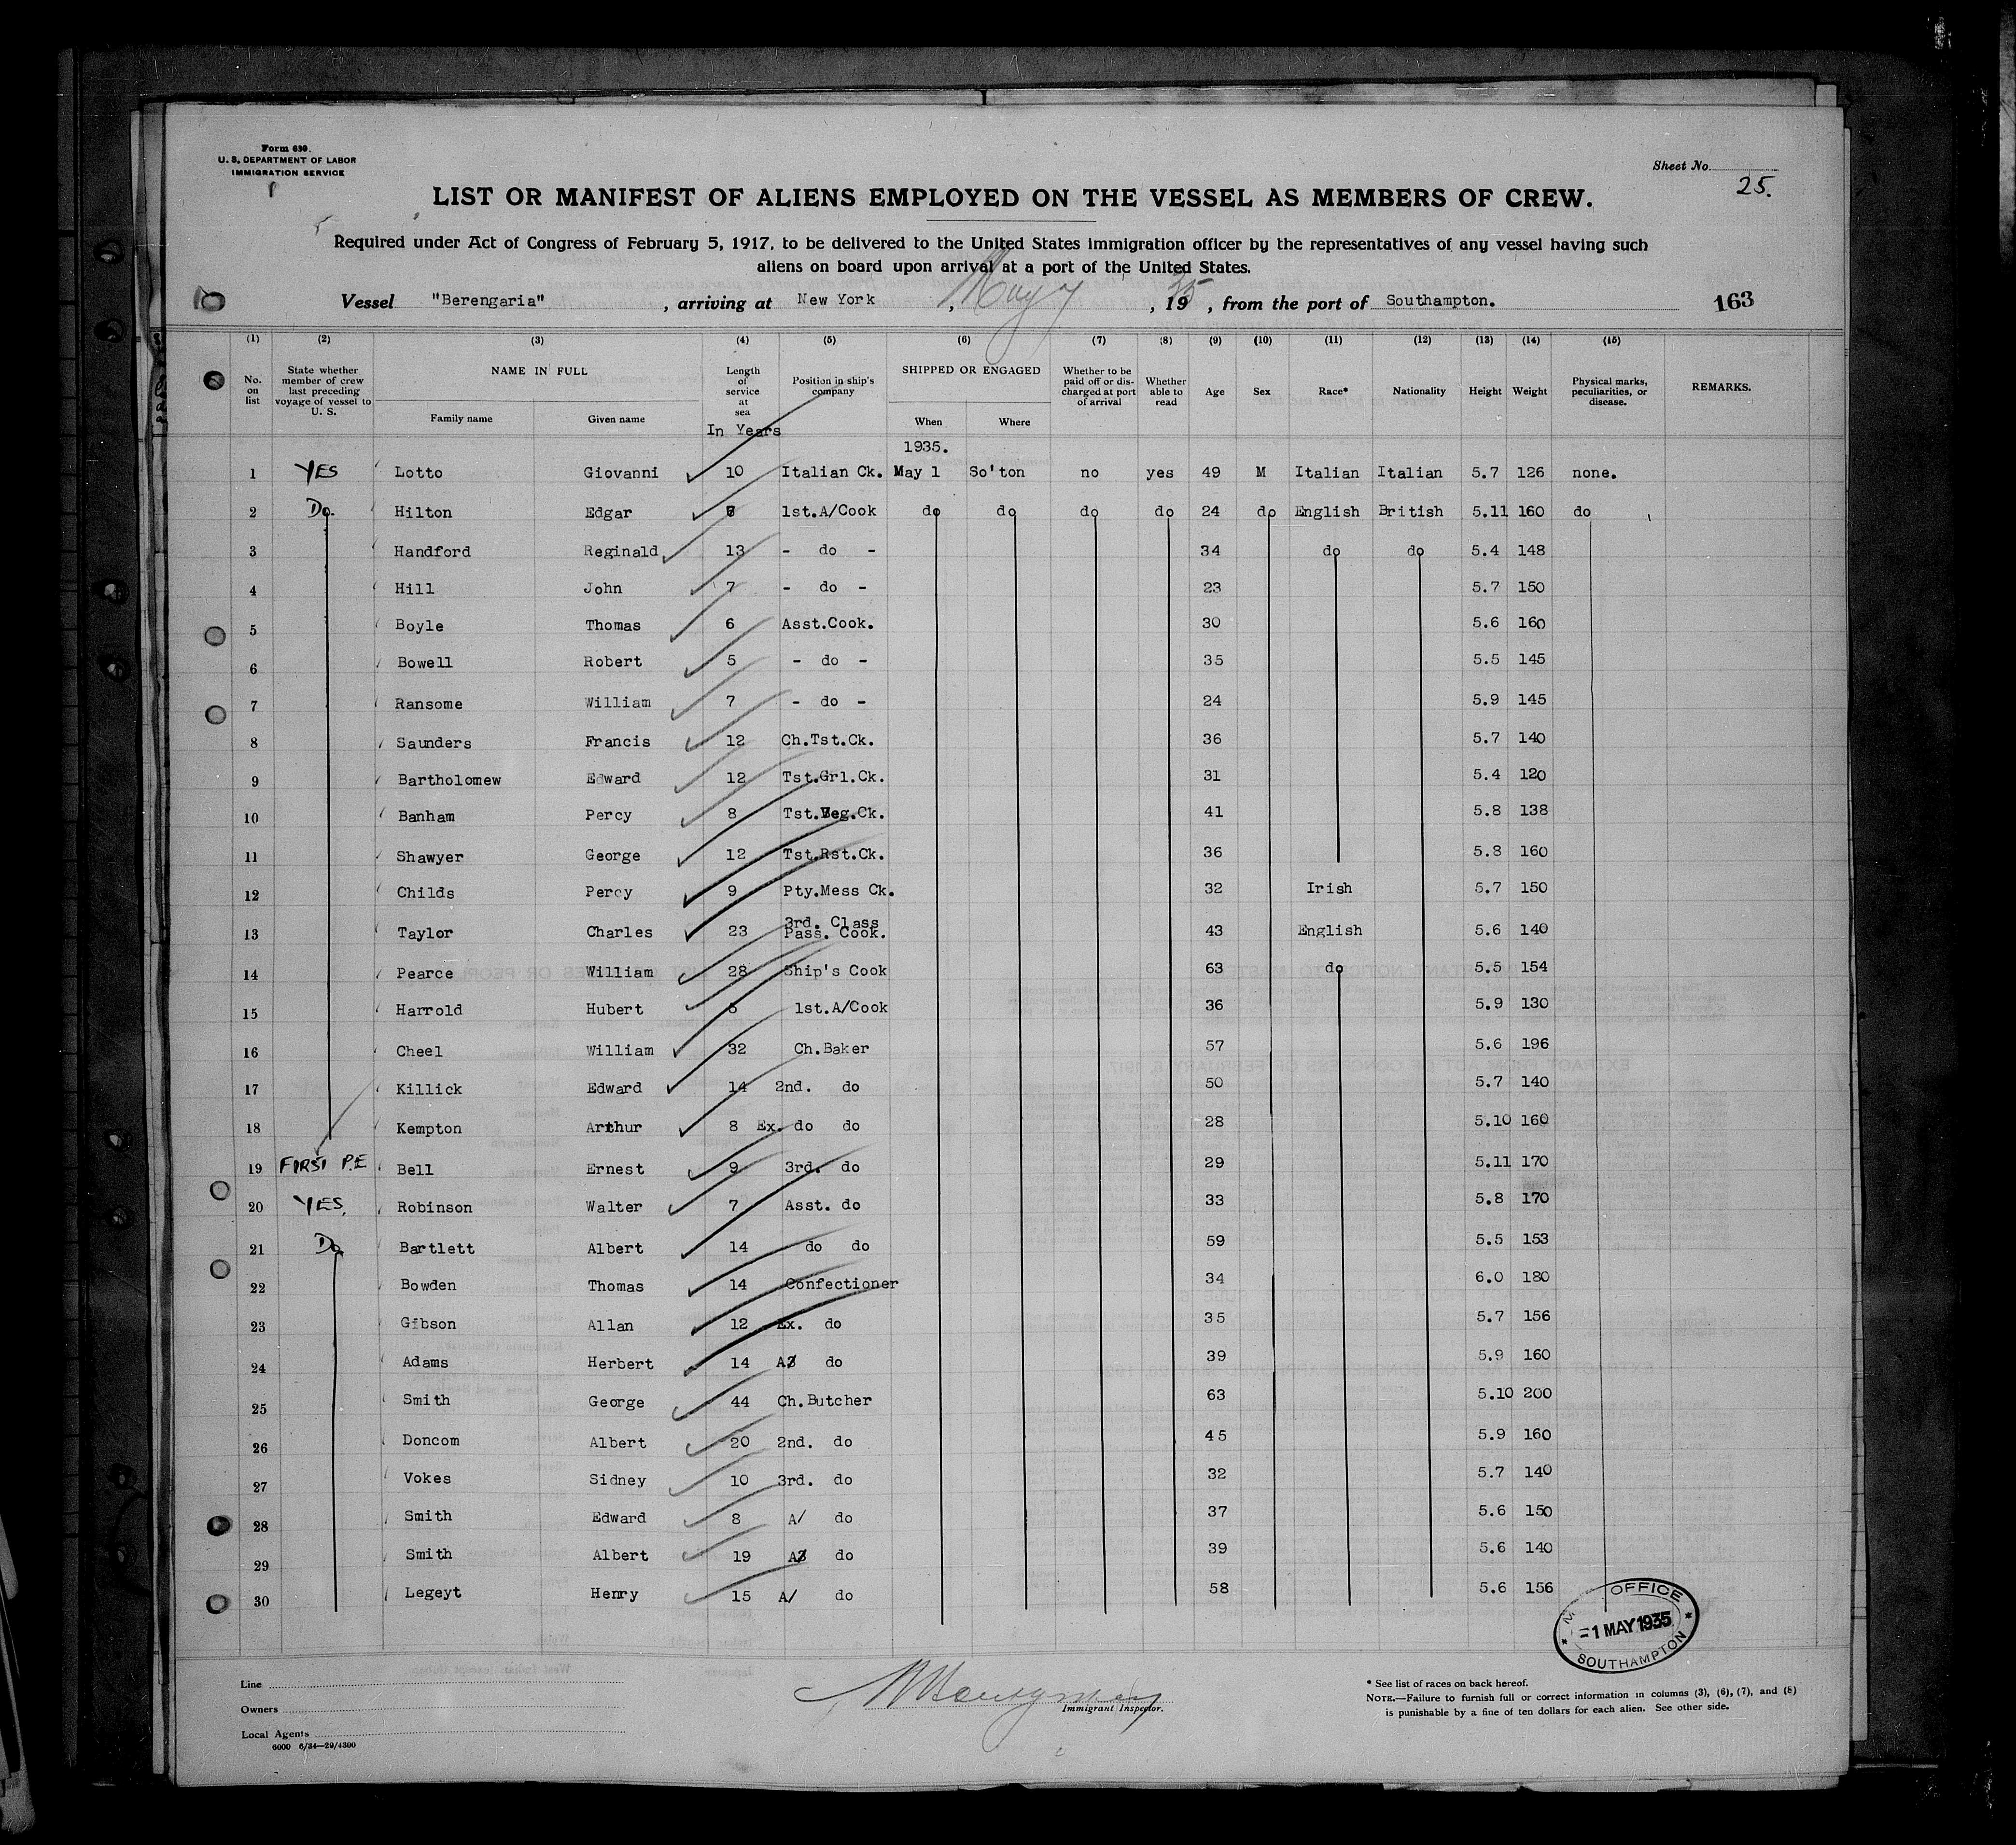 Form 630.
U. S. DEPARTMENT OF LABOR
IMMIGRATION SERVICE
Sheet No.
25.
LIST OR MANIFEST OF ALIENS EMPLOYED ON THE VESSEL AS MEMBERS OF CREW.
Required under Act of Congress of February 5, 1917, to be delivered to the United States immigration officer by the representatives of any vessel having such
aliens on board upon arrival at a port of the United States.
Vessel "Berengaria" , arriving at New York , May 7 , 1935 , from the port of Southampton. 163
(1) (2) (3) (4) (5) (6) (7) (8) (9) (10) (11) (12) (13) (14) (15)
No. on list State whether member of crew last preceding voyage of vessel to U. S. NAME IN FULL Family name Given name Length of service at sea In Years Position in ship's company SHIPPED OR ENGAGED When Where Whether to be paid off or discharged at port of arrival Whether able to read Age Sex Race* Nationality Height Weight Physical marks, peculiarities, or disease. REMARKS.
1935.
1 YES Lotto Giovanni 10 Italian Ck. May 1 So'ton no yes 49 M Italian Italian 5.7 126 none.
2 Do. Hilton Edgar 1st.A/Cook do do do do 24 do English British 5.11 160 do
3 Handford Reginald 13 - do - 34 do do 5.4 148
4 Hill John 7 - do - 23 5.7 150
5 Boyle Thomas 6 Asst.Cook. 30 5.6 160
6 Bowell Robert 5 - do - 35 5.5 145
7 Ransome William 7 - do - 24 5.9 145
8 Saunders Francis 12 Ch.Tst.Ck. 36 5.7 140
9 Bartholomew Edward 12 Tst.Grl.Ck. 31 5.4 120
10 Banham Percy 8 Tst.Veg.Ck. 41 5.8 138
11 Shawyer George 12 Tst.Rst.Ck. 36 5.8 160
12 Childs Percy 9 Pty.Mess Ck. 32 Irish 5.7 150
13 Taylor Charles 23 3rd. Class Pass. Cook. 43 English 5.6 140
14 Pearce William 28 Ship's Cook 63 do 5.5 154
15 Harrold Hubert 1st.A/Cook 36 5.9 130
16 Cheel William 32 Ch.Baker 57 5.6 196
17 Killick Edward 14 2nd. do 50 5.7 140
18 Kempton Arthur 8 Ex. do do 28 5.10 160
19 FIRST P.E Bell Ernest 9 3rd. do 29 5.11 170
20 YES. Robinson Walter 7 Asst. do 33 5.8 170
21 Do Bartlett Albert 14 do do 59 5.5 153
22 Bowden Thomas 14 Confectioner 34 6.0 180
23 Gibson Allan 12 Ex. do 35 5.7 156
24 Adams Herbert 14 A/ do 39 5.9 160
25 Smith George 44 Ch.Butcher 63 5.10 200
26 Doncom Albert 20 2nd. do 45 5.9 160
27 Vokes Sidney 10 3rd. do 32 5.7 140
28 Smith Edward 8 A/ do 37 5.6 150
29 Smith Albert 19 A/ do 39 5.6 140
30 Legeyt Henry 15 A/ do 58 5.6 156
OFFICE
1 MAY 1935
SOUTHAMPTON
Line
Owners
Local Agents
6000 6/34—29/4300
Immigrant Inspector.
* See list of races on back hereof.
NOTE.—Failure to furnish full or correct information in columns (3), (6), (7), and (8)
is punishable by a fine of ten dollars for each alien. See other side.